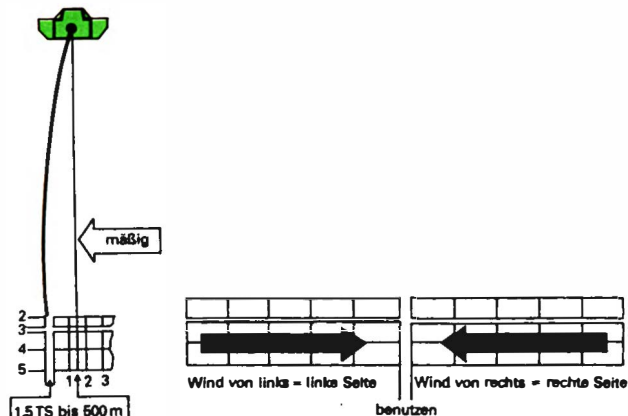 mäßig
2
3
4
5
1 2 3
1,5 TS bis 500 m
Wind von links = linke Seite
Wind von rechts = rechte Seite
benutzen